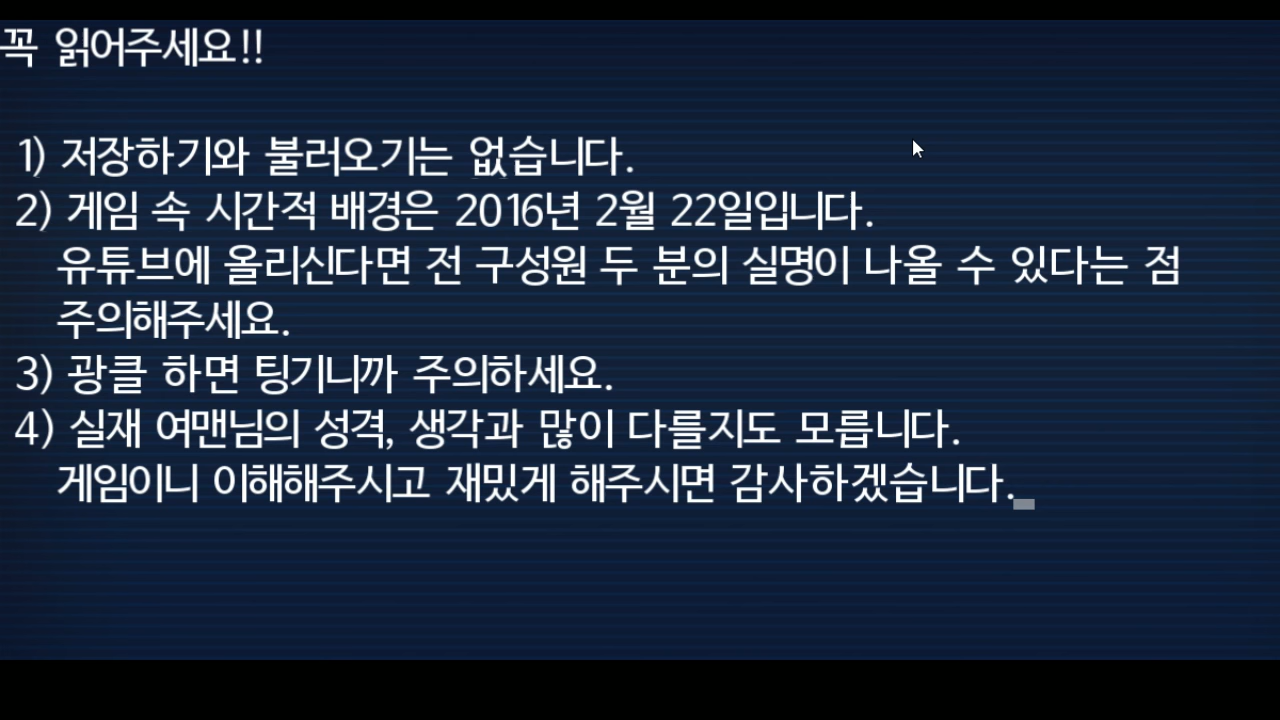 꼭 읽어주세요!!
1) 저장하기와 불러오기는 없습니다.
2) 게임 속 시간적 배경은 2016년 2월 22일입니다.
유튜브에 올리신다면 전 구성원 두 분의 실명이 나올 수 있다는 점
주의해주세요.
3) 광클 하면 팅기니까 주의하세요.
4) 실재 여맨님의 성격, 생각과 많이 다를지도 모릅니다.
게임이니 이해해주시고 재밌게 해주시면 감사하겠습니다.